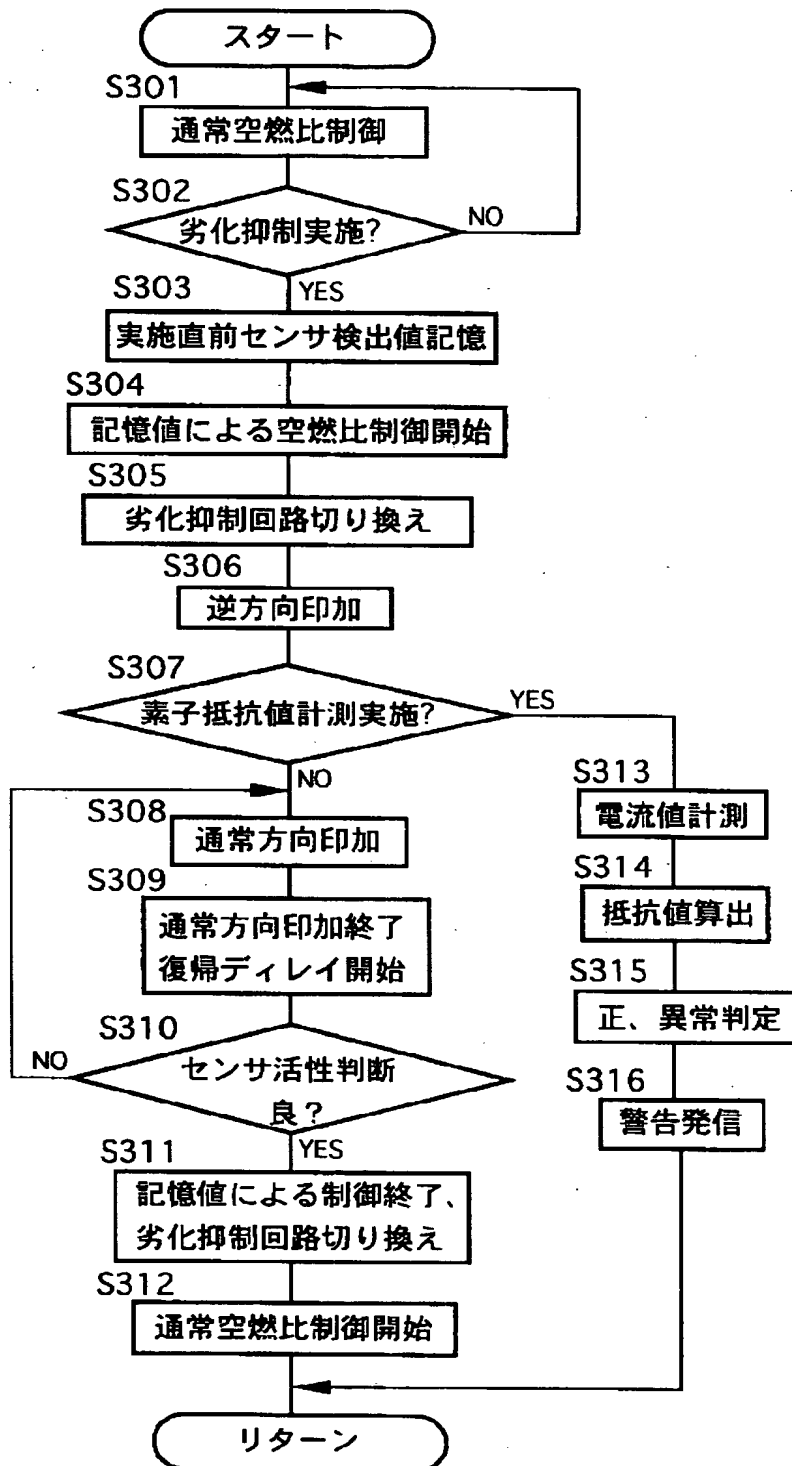 スタート
S301
通常空燃比制御
S302
劣化抑制実施?
NO
YES
S303
実施直前センサ検出値記憶
S304
記憶値による空燃比制御開始
S305
劣化抑制回路切り換え
S306
逆方向印加
S307
素子抵抗値計測実施?
YES
NO
S308
通常方向印加
S309
通常方向印加終了
復帰ディレイ開始
S310
センサ活性判断
良?
NO
YES
S311
記憶値による制御終了、
劣化抑制回路切り換え
S312
通常空燃比制御開始
S313
電流値計測
S314
抵抗値算出
S315
正、異常判定
S316
警告発信
リターン